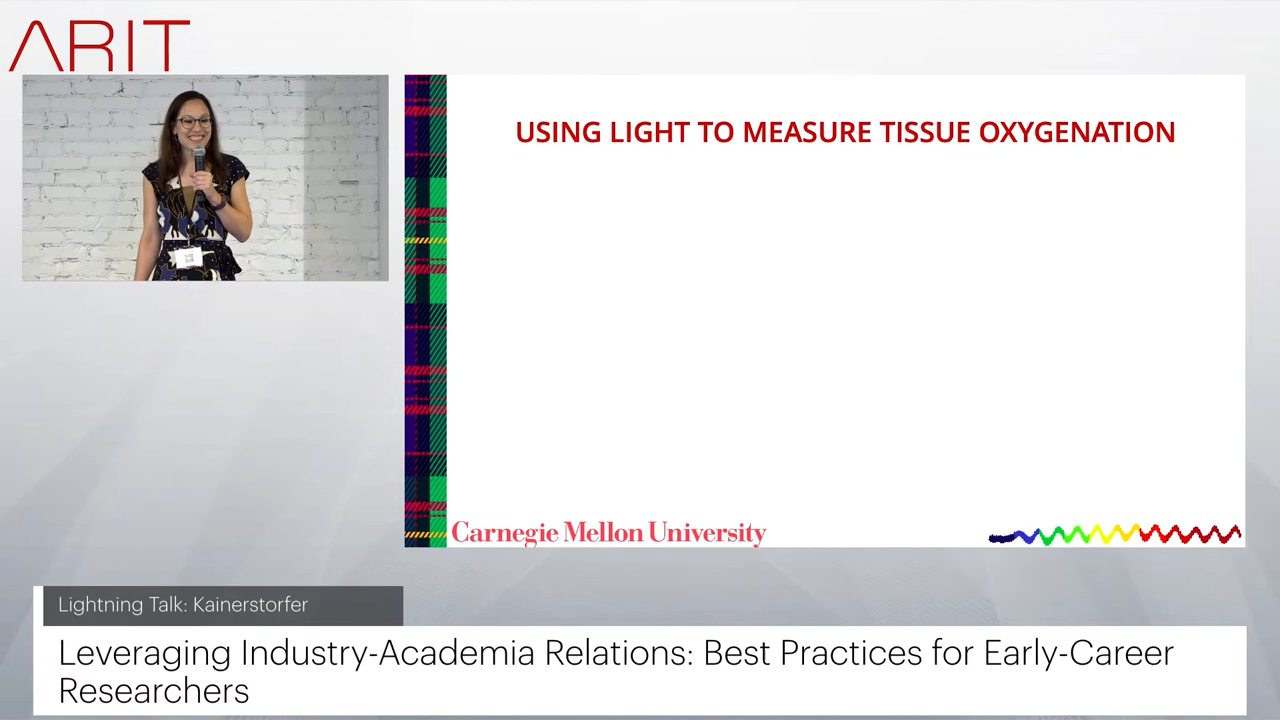 ARIT
USING LIGHT TO MEASURE TISSUE OXYGENATION
Carnegie Mellon University
Lightning Talk: Kainerstorfer
Leveraging Industry-Academia Relations: Best Practices for Early-Career
Researchers